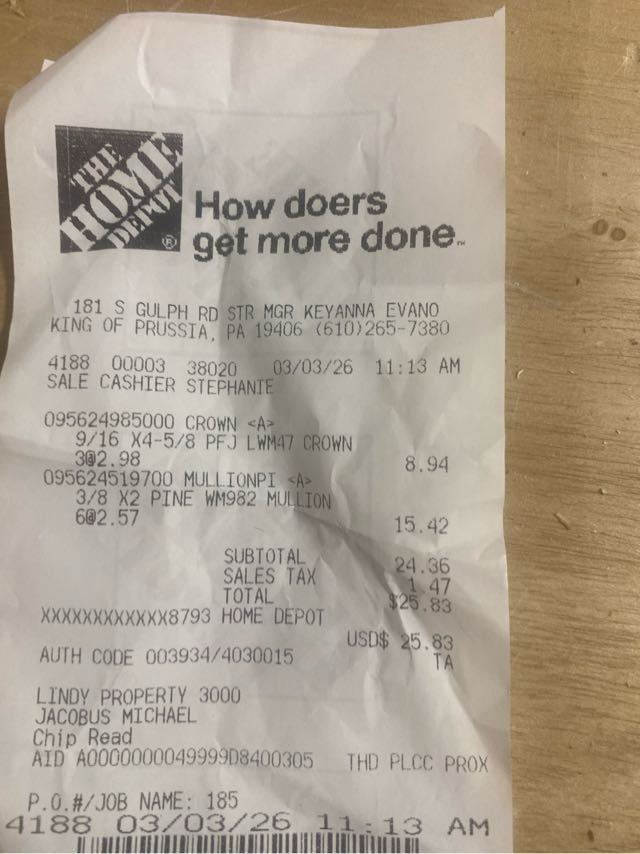 THE
HOME
DEPOT
®
How doers
get more done.™
181 S GULPH RD STR MGR KEYANNA EVANO
KING OF PRUSSIA, PA 19406 (610)265-7380
4188 00003 38020 03/03/26 11:13 AM
SALE CASHIER STEPHANIE
095624985000 CROWN <A>
9/16 X4-5/8 PFJ LWM47 CROWN
3@2.98 8.94
095624519700 MULLIONPI <A>
3/8 X2 PINE WM982 MULLION
6@2.57 15.42
SUBTOTAL 24.36
SALES TAX 1.47
TOTAL $25.83
XXXXXXXXXXXX8793 HOME DEPOT
USD$ 25.83
AUTH CODE 003934/4030015 TA
LINDY PROPERTY 3000
JACOBUS MICHAEL
Chip Read
AID A0000000049999D8400305 THD PLCC PROX
P.O.#/JOB NAME: 185
4188 03/03/26 11:13 AM